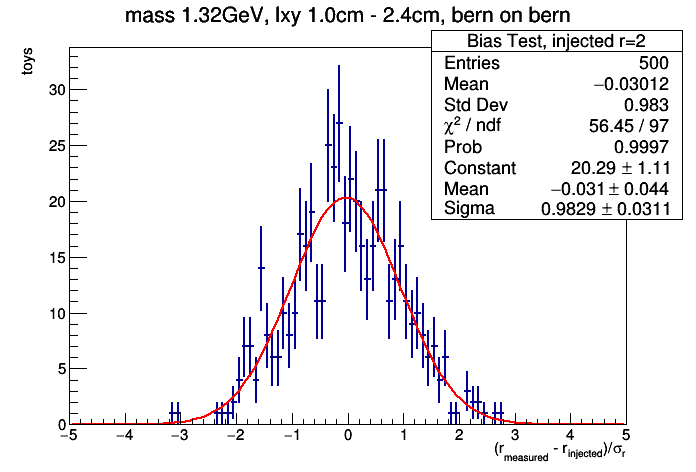 mass 1.32GeV, lxy 1.0cm - 2.4cm, bern on bern
Bias Test, injected r=2
Entries 500
Mean −0.03012
Std Dev 0.983
χ² / ndf 56.45 / 97
Prob 0.9997
Constant 20.29 ± 1.11
Mean −0.031 ± 0.044
Sigma 0.9829 ± 0.0311
toys
30
25
20
15
10
5
0
−5 −4 −3 −2 −1 0 1 2 3 4 5
(r_measured - r_injected)/σ_r